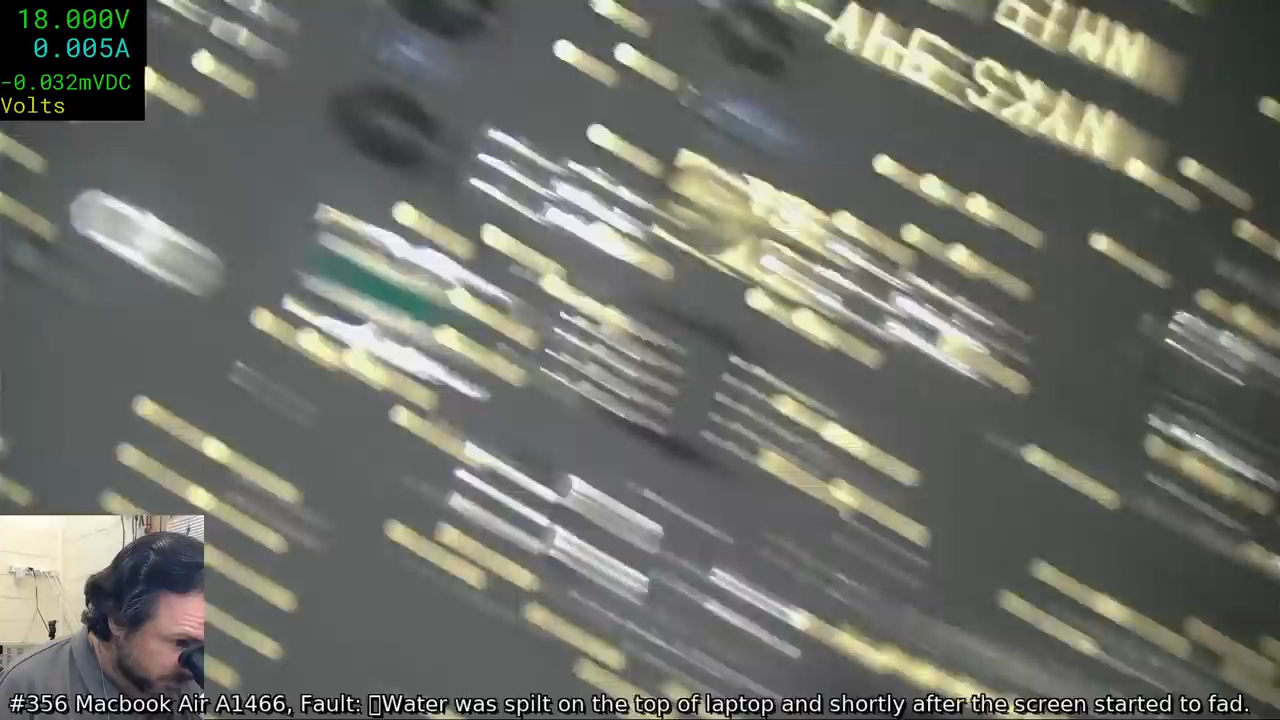 18.000V
0.005A
-0.032mVDC
Volts
#356 Macbook Air A1466, Fault: Water was spilt on the top of laptop and shortly after the screen started to fad.